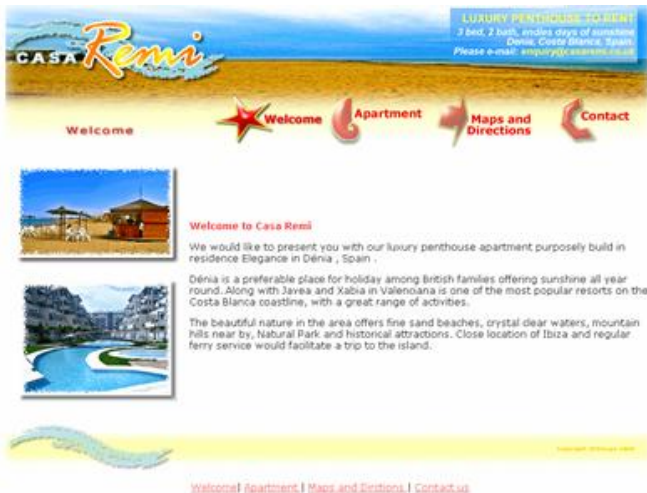 LUXURY PENTHOUSE TO RENT
3 bed, 2 bath, endles days of sunshine
Denia, Costa Blanca, Spain.
Please e-mail: enquiry@casaremi.co.uk
CASA Remi
Welcome
Welcome
Apartment
Maps and
Directions
Contact
Welcome to Casa Remi
We would like to present you with our luxury penthouse apartment purposely build in
residence Elegance in Dénia , Spain .
Dénia is a preferable place for holiday among British families offering sunshine all year
round. Along with Javea and Xabia in Valenciana is one of the most popular resorts on the
Costa Blanca coastline, with a great range of activities.
The beautiful nature in the area offers fine sand beaches, crystal clear waters, mountain
hills near by, Natural Park and historical attractions. Close location of Ibiza and regular
ferry service would facilitate a trip to the island.
Welcome| Apartment | Maps and Dirctions | Contact us